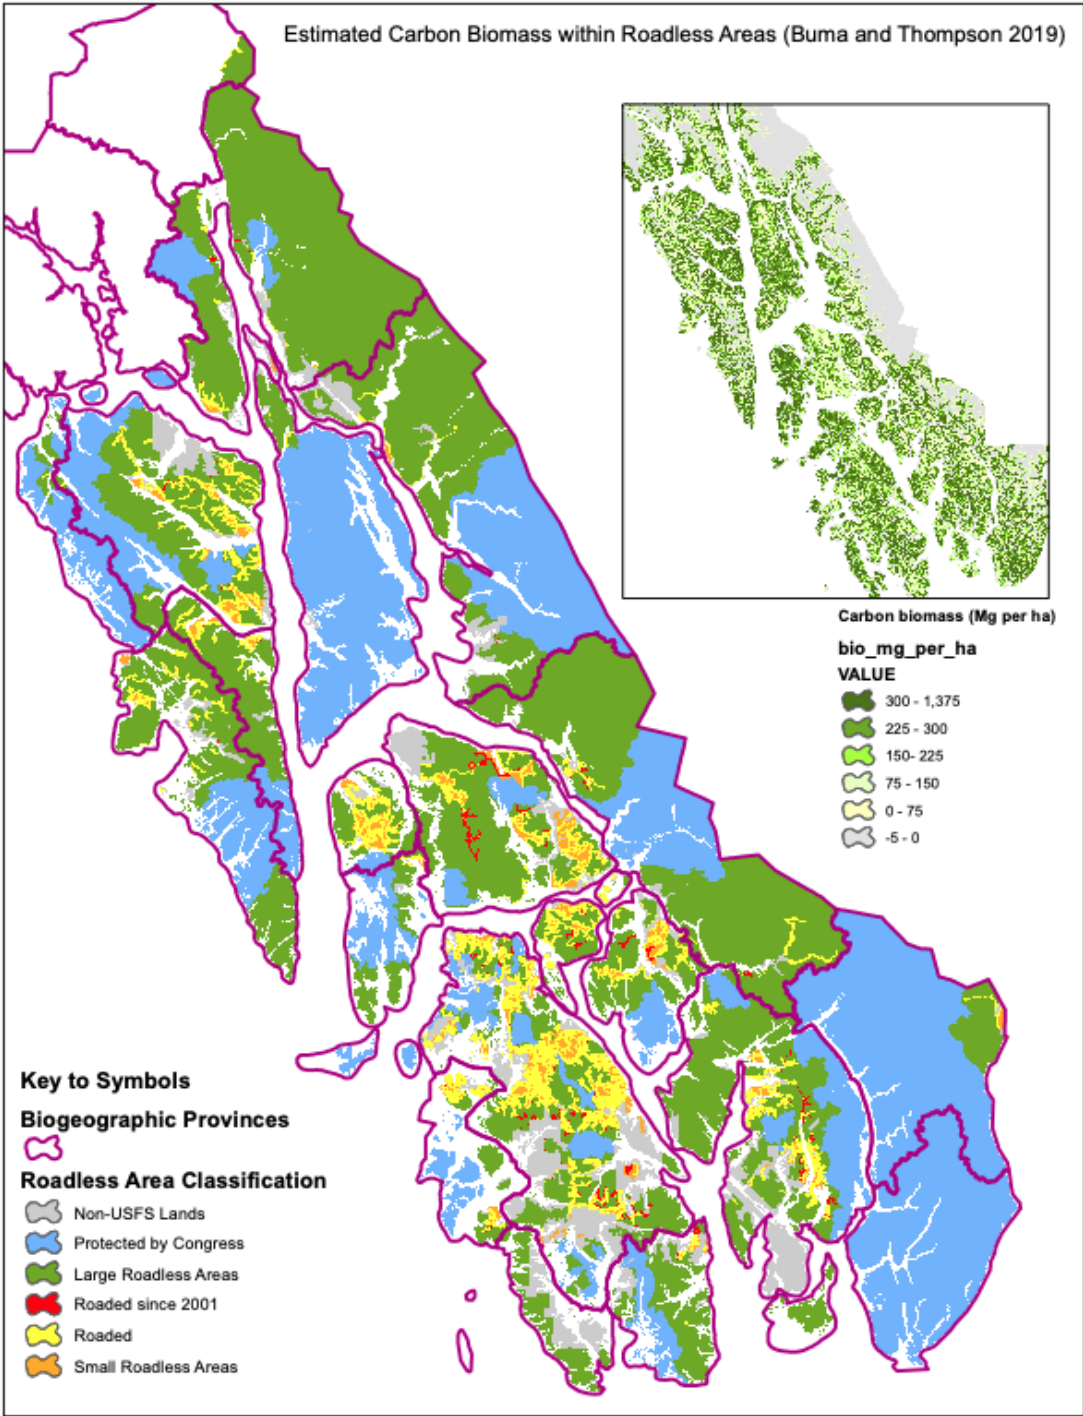 Estimated Carbon Biomass within Roadless Areas (Buma and Thompson 2019)
Carbon biomass (Mg per ha)
bio_mg_per_ha
VALUE
300 - 1,375
225 - 300
150- 225
75 - 150
0 - 75
-5 - 0
Key to Symbols
Biogeographic Provinces
Roadless Area Classification
Non-USFS Lands
Protected by Congress
Large Roadless Areas
Roaded since 2001
Roaded
Small Roadless Areas